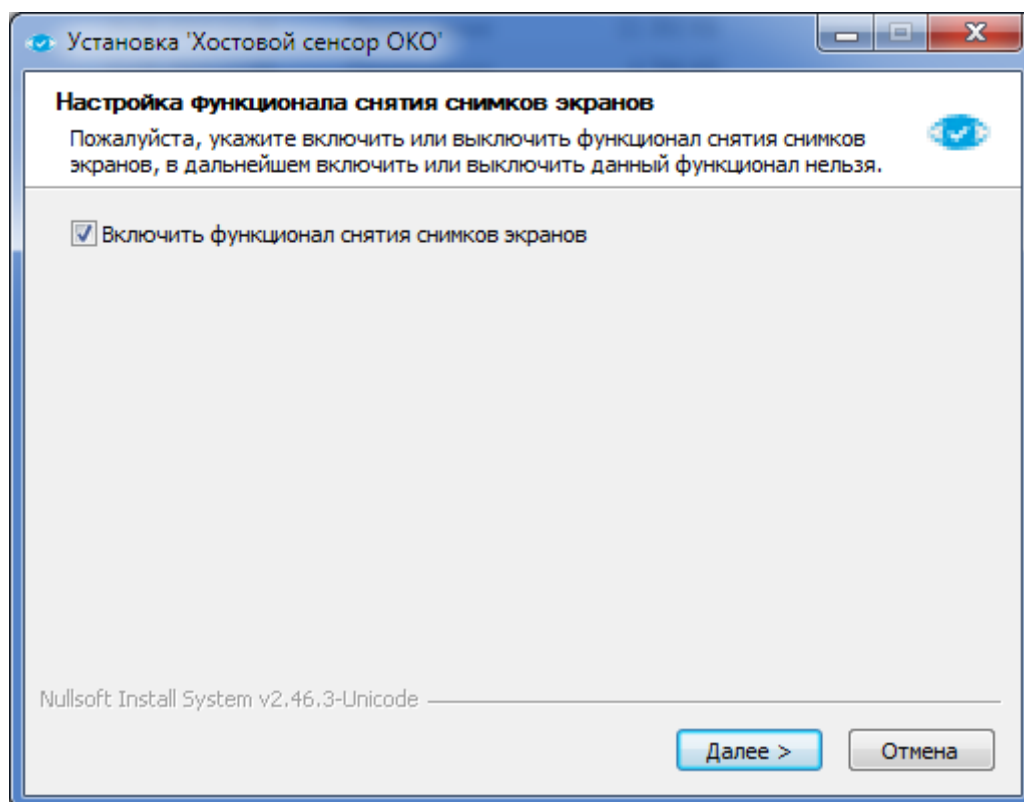 Установка 'Хостовой сенсор ОКО'
Настройка функционала снятия снимков экранов
Пожалуйста, укажите включить или выключить функционал снятия снимков
экранов, в дальнейшем включить или выключить данный функционал нельзя.
Включить функционал снятия снимков экранов
Nullsoft Install System v2.46.3-Unicode
Далее >
Отмена